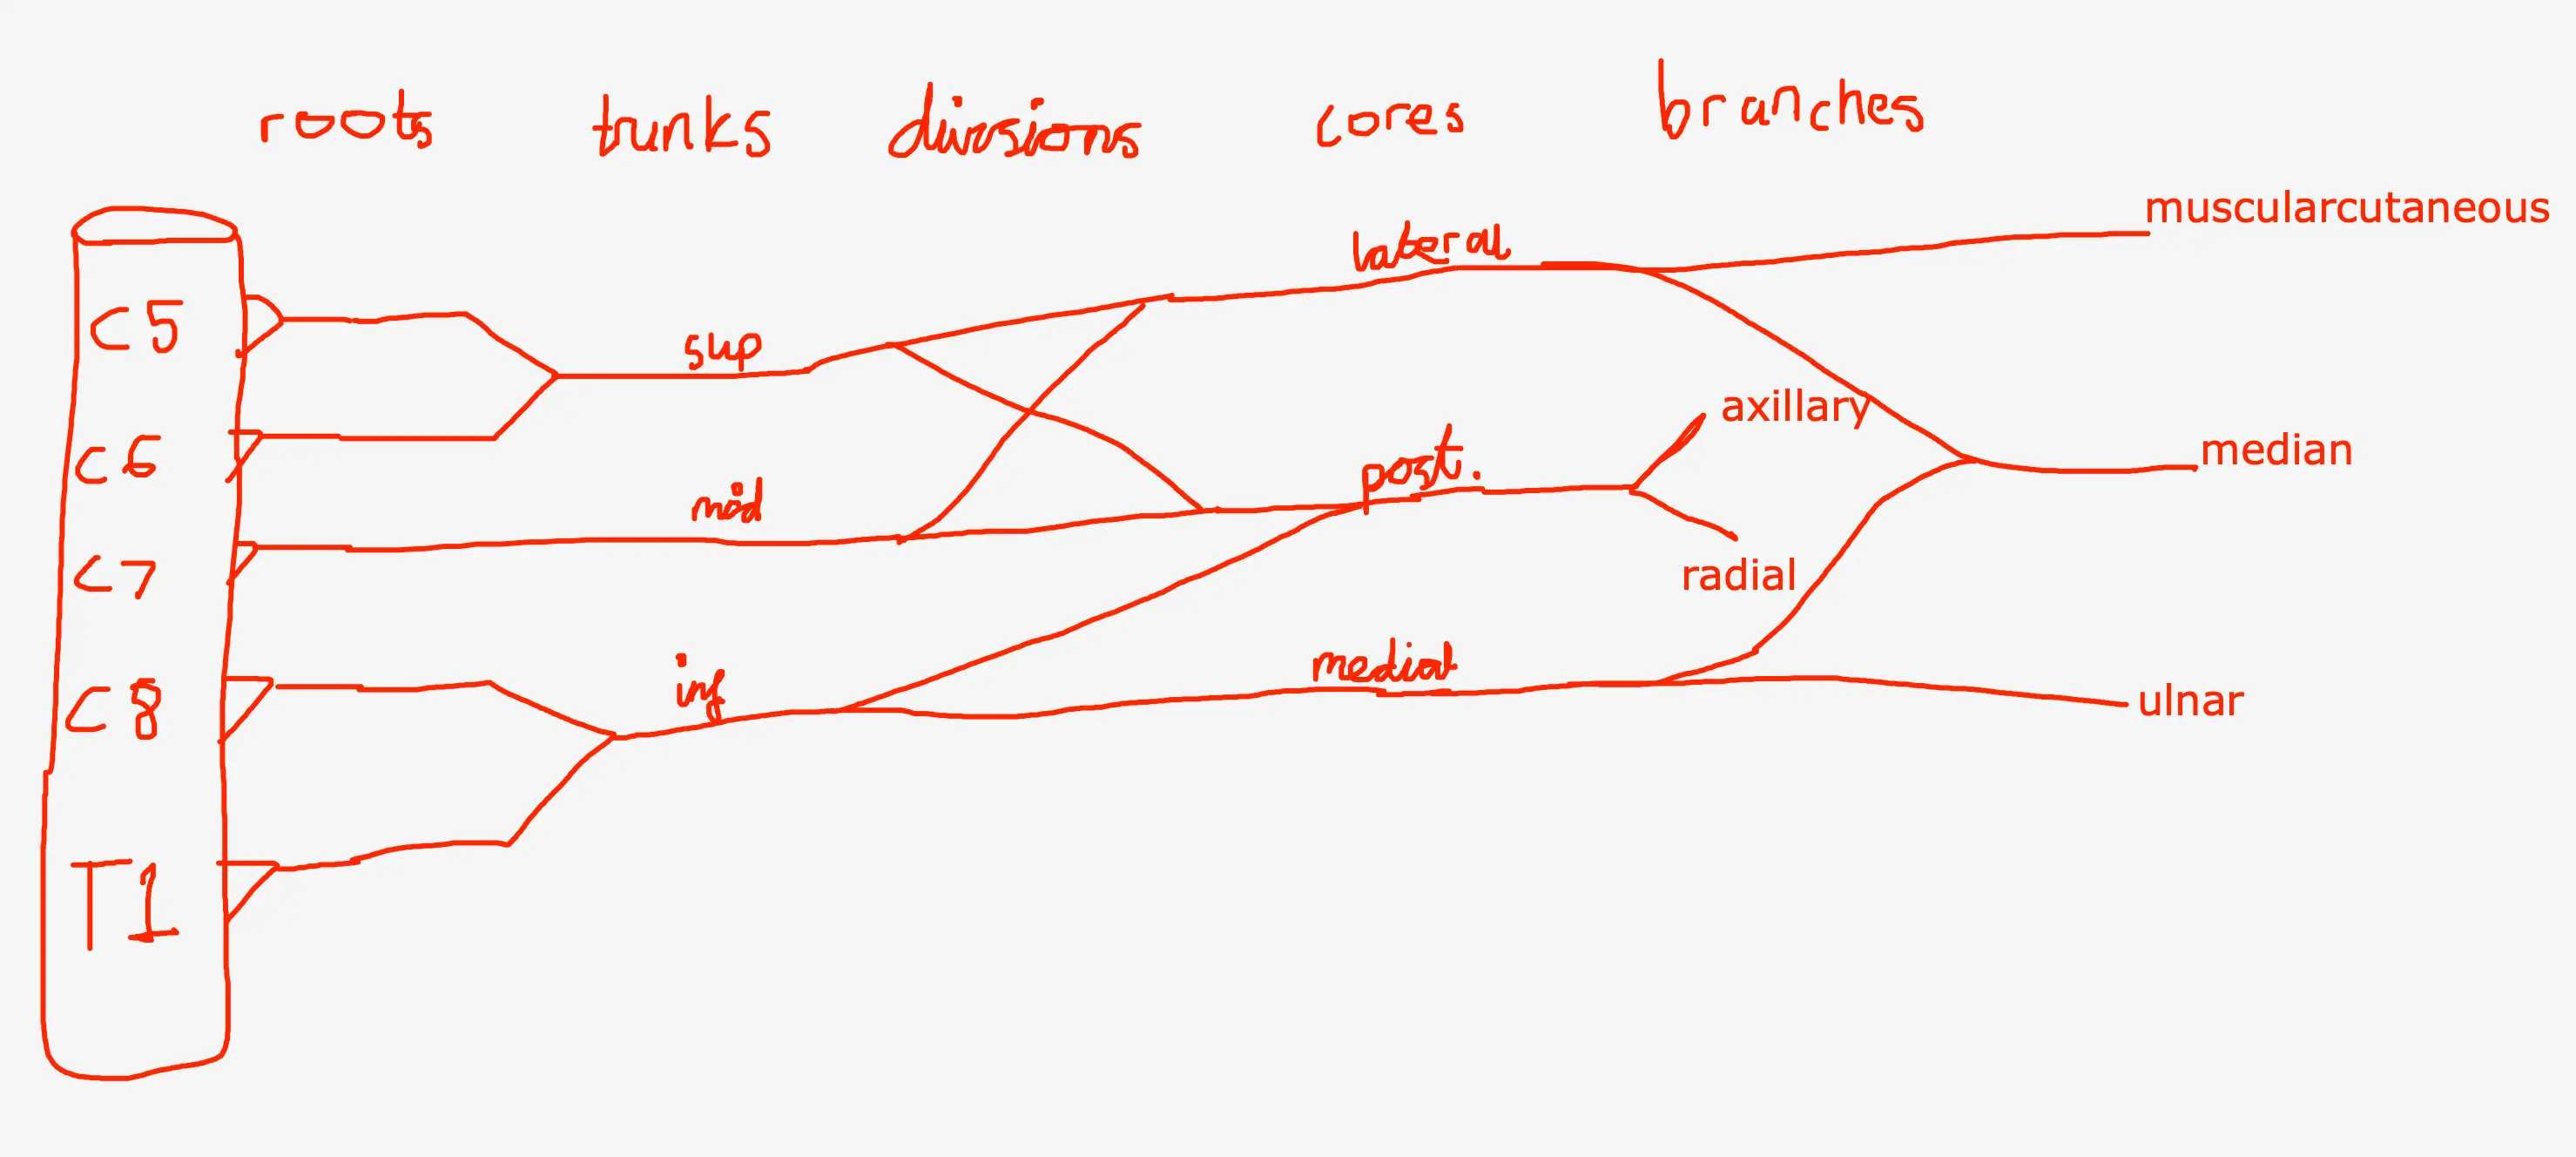 roots trunks divisions cores branches
muscularcutaneous
lateral
C5
sup
axillary
post.
median
C6
mid
C7
radial
medial
inf
C8
ulnar
T1